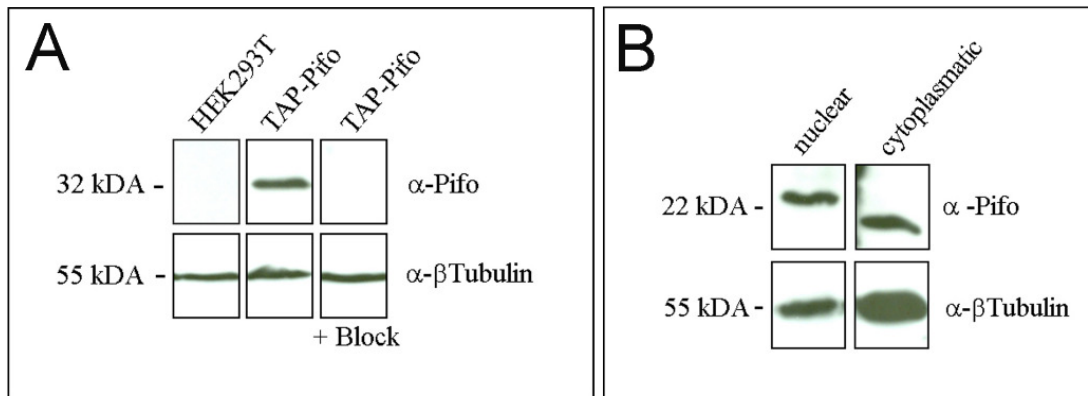 A
HEK293T
TAP-Pifo
TAP-Pifo
32 kDA -
α-Pifo
55 kDA -
α-βTubulin
+ Block
B
nuclear
cytoplasmatic
22 kDA -
α -Pifo
55 kDA -
α-βTubulin